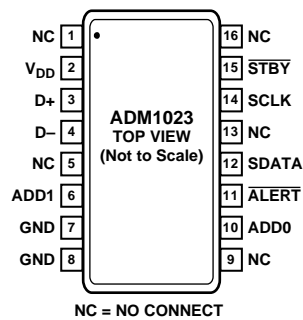 NC 1 16 NC
VDD 2 15 STBY
D+ 3 14 SCLK
D– 4 13 NC
NC 5 12 SDATA
ADD1 6 11 ALERT
GND 7 10 ADD0
GND 8 9 NC
ADM1023
TOP VIEW
(Not to Scale)
NC = NO CONNECT